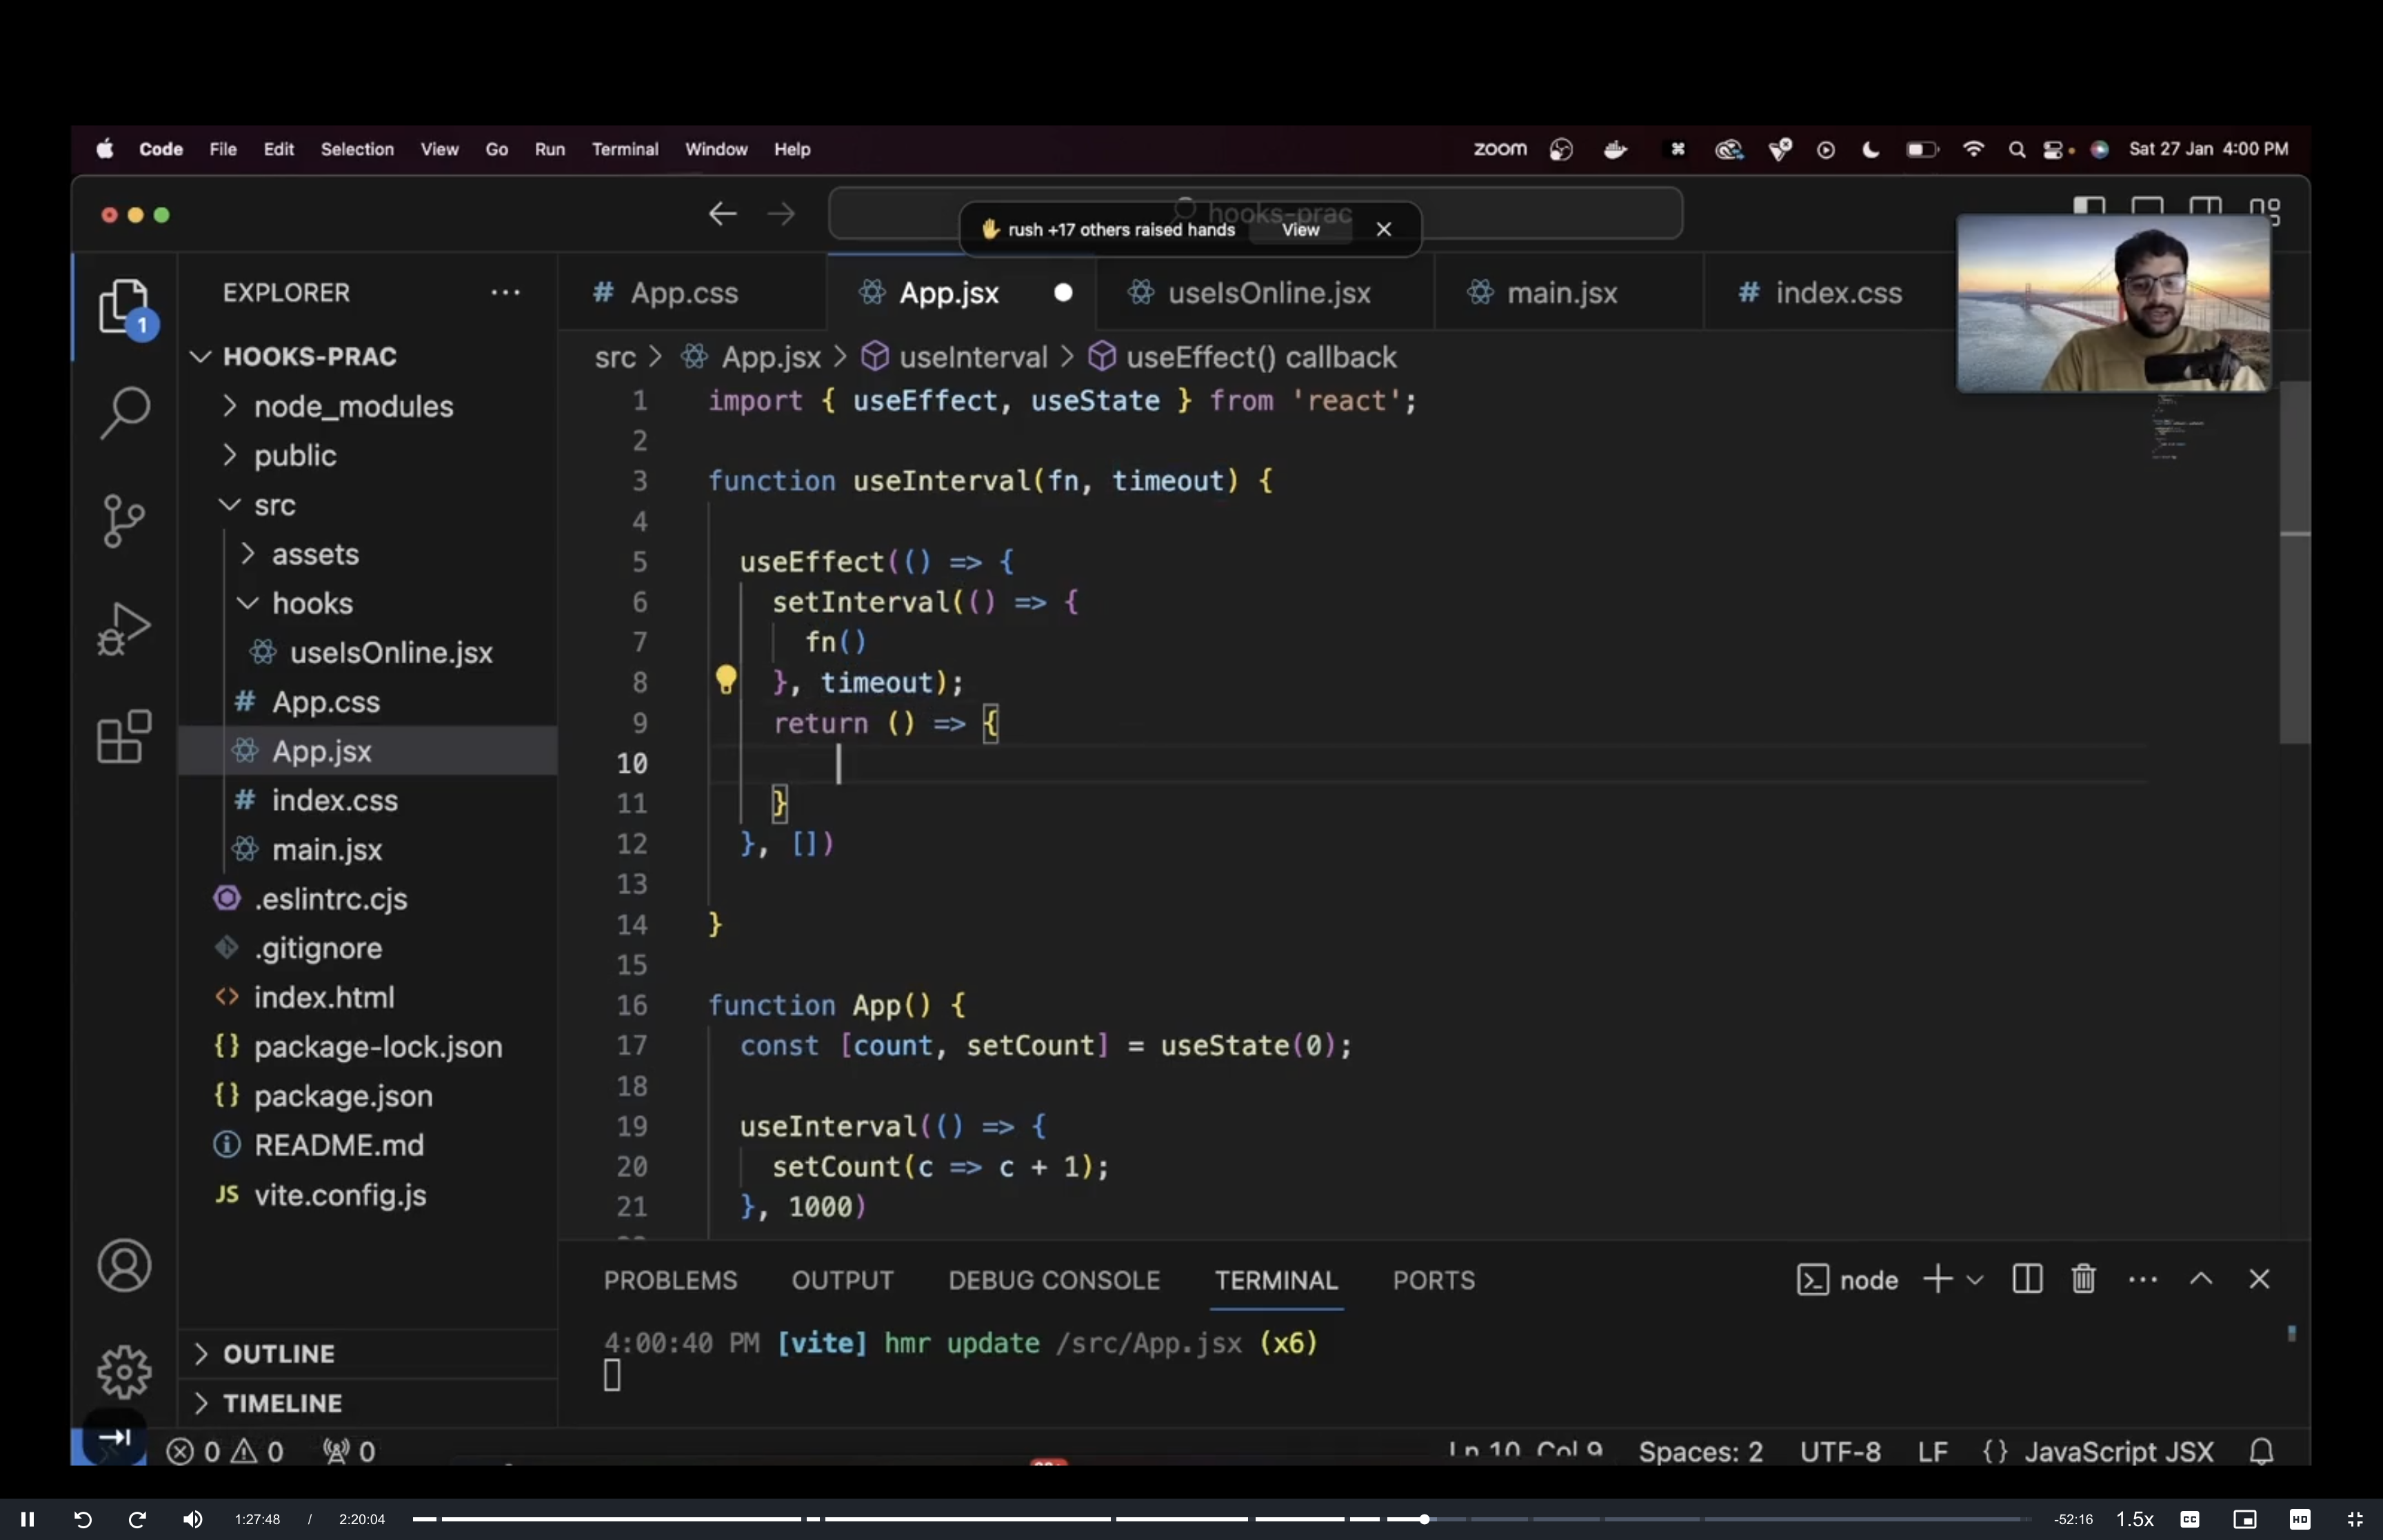 Code File Edit Selection View Go Run Terminal Window Help zoom Sat 27 Jan 4:00 PM
hooks-prac
✋ rush +17 others raised hands View
EXPLORER
# App.css App.jsx useIsOnline.jsx main.jsx # index.css
HOOKS-PRAC
node_modules
public
src
assets
hooks
useIsOnline.jsx
# App.css
App.jsx
# index.css
main.jsx
.eslintrc.cjs
.gitignore
<> index.html
{} package-lock.json
{} package.json
README.md
JS vite.config.js
OUTLINE
TIMELINE
1
src > App.jsx > useInterval > useEffect() callback
1 import { useEffect, useState } from 'react';
2
3 function useInterval(fn, timeout) {
4
5 useEffect(() => {
6 setInterval(() => {
7 fn()
8 }, timeout);
9 return () => {
10
11 }
12 }, [])
13
14 }
15
16 function App() {
17 const [count, setCount] = useState(0);
18
19 useInterval(() => {
20 setCount(c => c + 1);
21 }, 1000)
PROBLEMS OUTPUT DEBUG CONSOLE TERMINAL PORTS node
4:00:40 PM [vite] hmr update /src/App.jsx (x6)
0 0 0 Ln 10, Col 9 Spaces: 2 UTF-8 LF {} JavaScript JSX
1:27:48 / 2:20:04 -52:16 1.5x CC HD